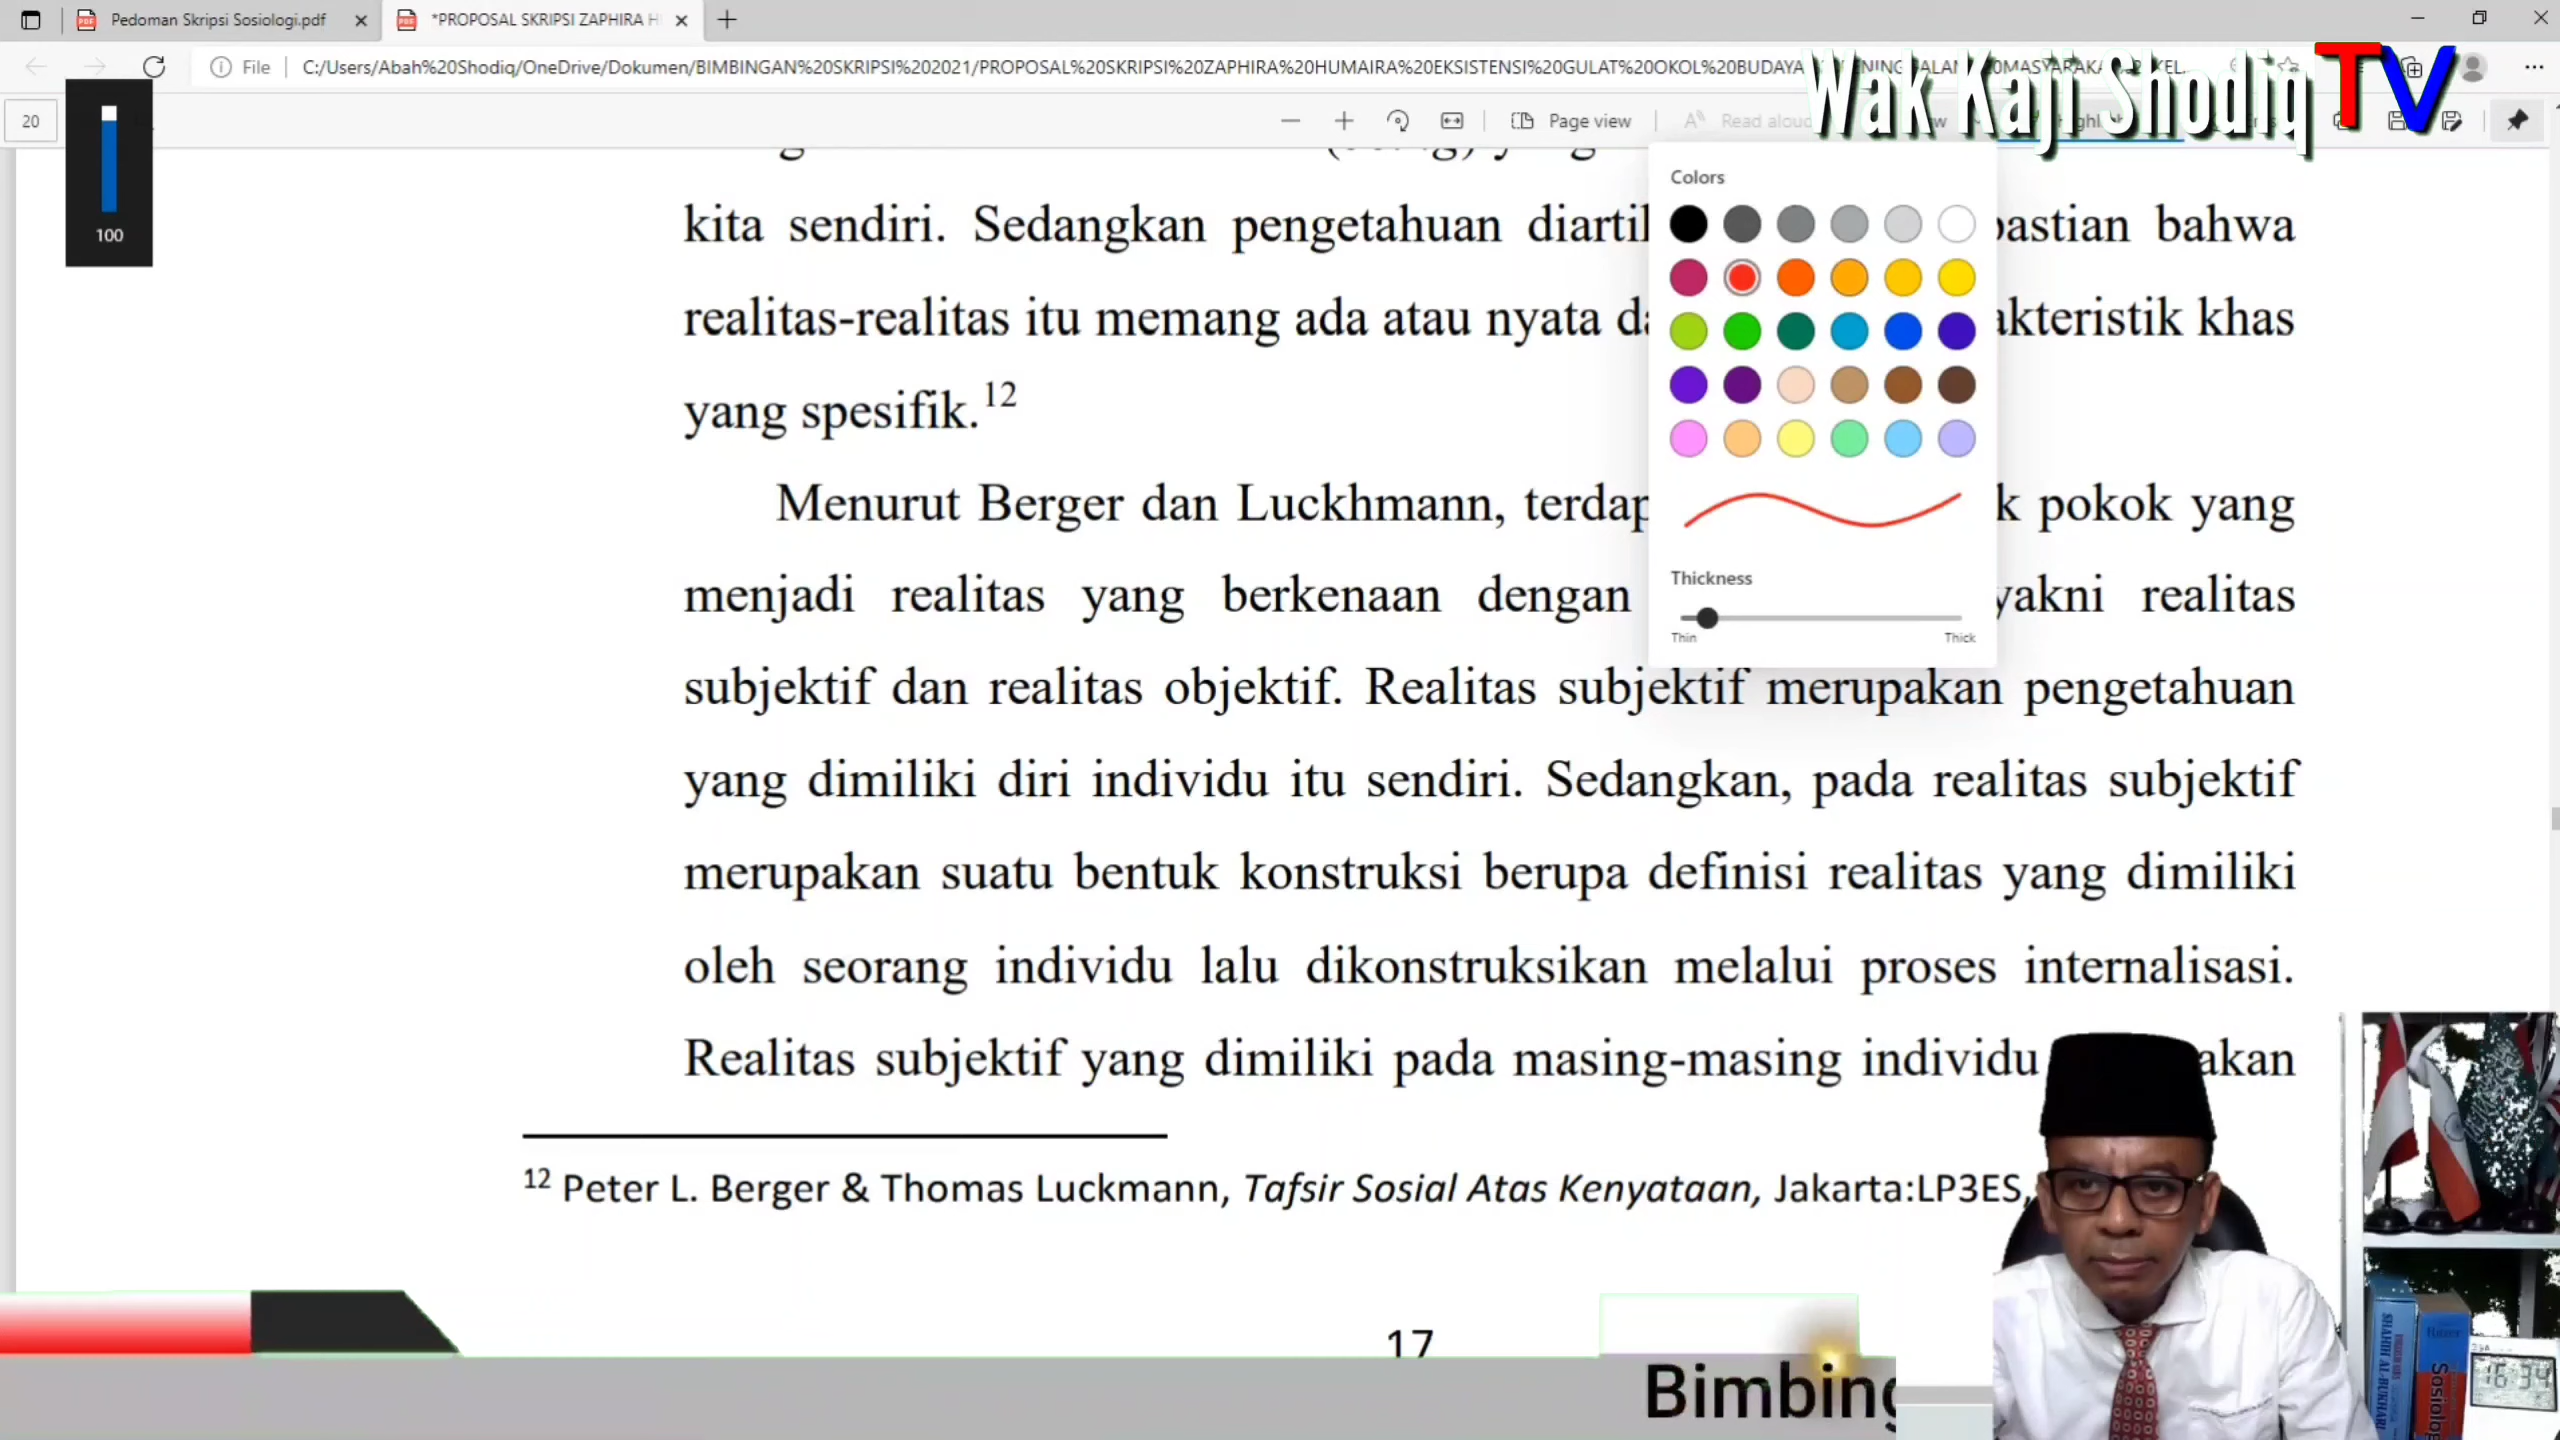 Pedoman Skripsi Sosiologi.pdf
*PROPOSAL SKRIPSI ZAPHIRA H
File
C:/Users/Abah%20Shodiq/OneDrive/Dokumen/BIMBINGAN%20SKRIPSI%202021/PROPOSAL%20SKRIPSI%20ZAPHIRA%20HUMAIRA%20EKSISTENSI%20GULAT%20OKOL%20BUDAYA
Wak Kaji Shodiq TV
20
Page view
Read aloud
100
Colors
kita sendiri. Sedangkan pengetahuan bahwa
realitas-realitas itu memang ada atau nyata khas
yang spesifik.12
Menurut Berger dan Luckhmann, pokok yang
menjadi realitas yang berkenaan dengan yakni realitas
Thickness
Thin Thick
subjektif dan realitas objektif. Realitas subjektif merupakan pengetahuan
yang dimiliki diri individu itu sendiri. Sedangkan, pada realitas subjektif
merupakan suatu bentuk konstruksi berupa definisi realitas yang dimiliki
oleh seorang individu lalu dikonstruksikan melalui proses internalisasi.
Realitas subjektif yang dimiliki pada masing-masing individu
12 Peter L. Berger & Thomas Luckmann, Tafsir Sosial Atas Kenyataan, Jakarta:LP3ES,
17
Bimbing
SHAHIH AL-BUKHARI
16:34